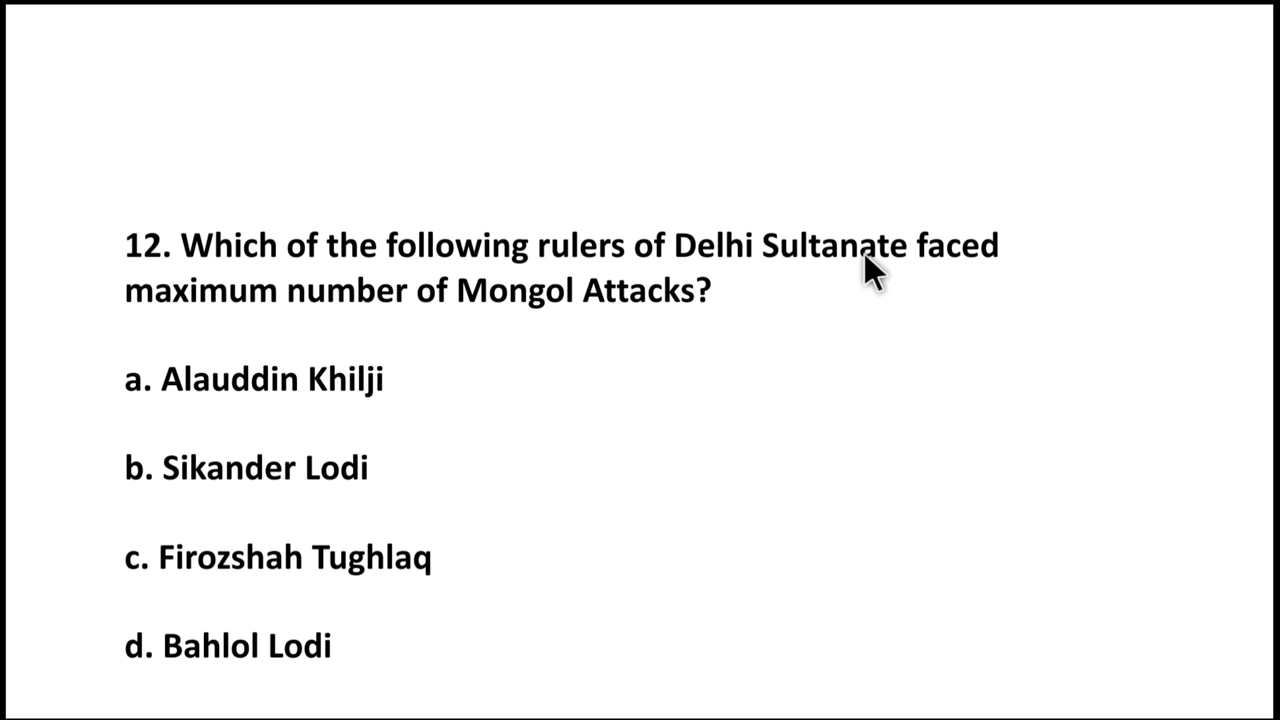 12. Which of the following rulers of Delhi Sultanate faced
maximum number of Mongol Attacks?
a. Alauddin Khilji
b. Sikander Lodi
c. Firozshah Tughlaq
d. Bahlol Lodi